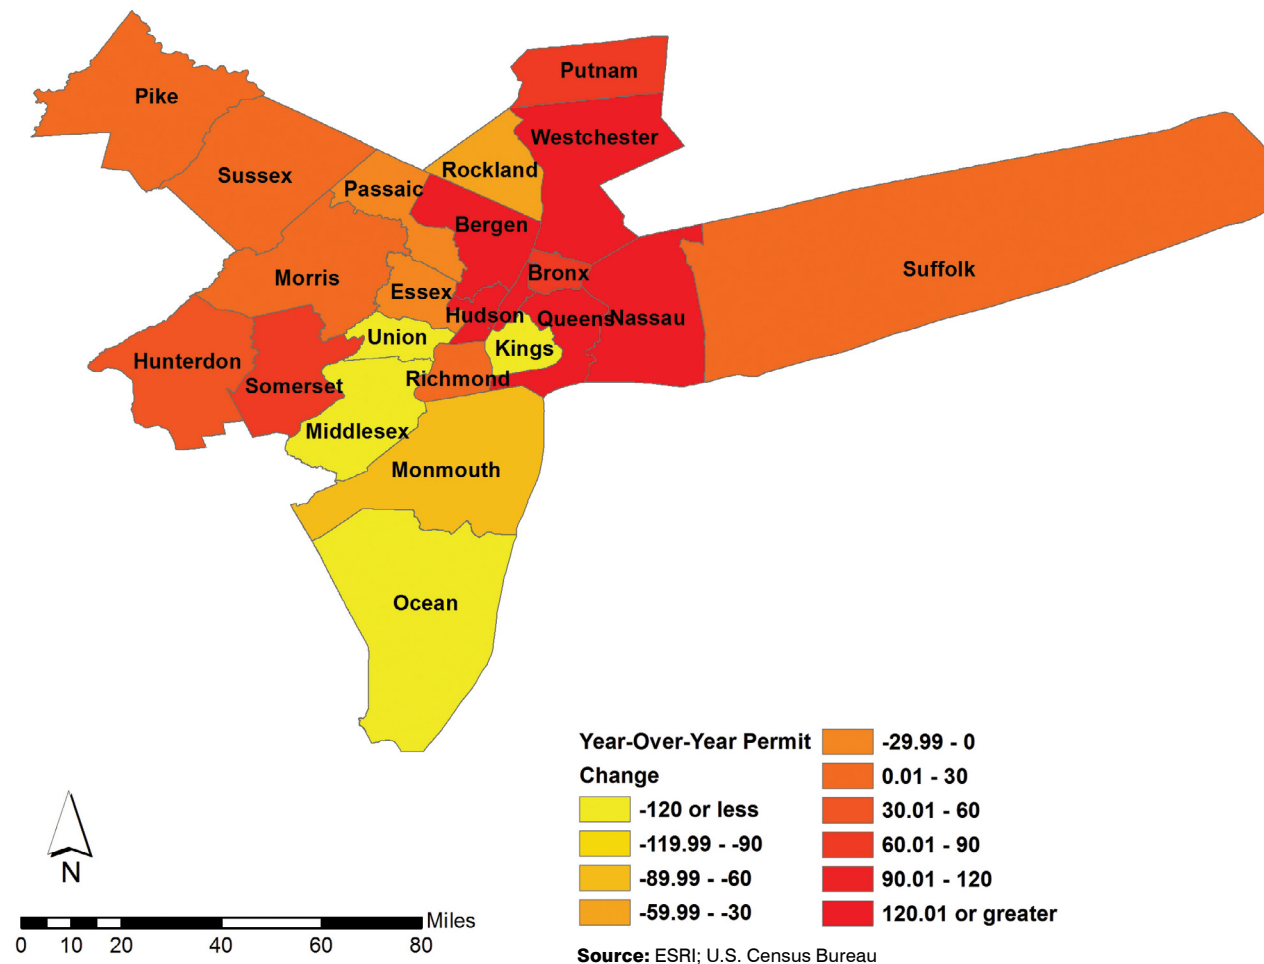 Putnam
Pike
Westchester
Rockland
Sussex
Passaic
Bergen
Suffolk
Bronx
Morris
Essex
Hudson
Queens
Nassau
Union
Kings
Hunterdon
Richmond
Somerset
Middlesex
Monmouth
Ocean
Year-Over-Year Permit
Change
-120 or less
-119.99 - -90
-89.99 - -60
-59.99 - -30
-29.99 - 0
0.01 - 30
30.01 - 60
60.01 - 90
90.01 - 120
120.01 or greater
N
Miles
0 10 20 40 60 80
Source: ESRI; U.S. Census Bureau